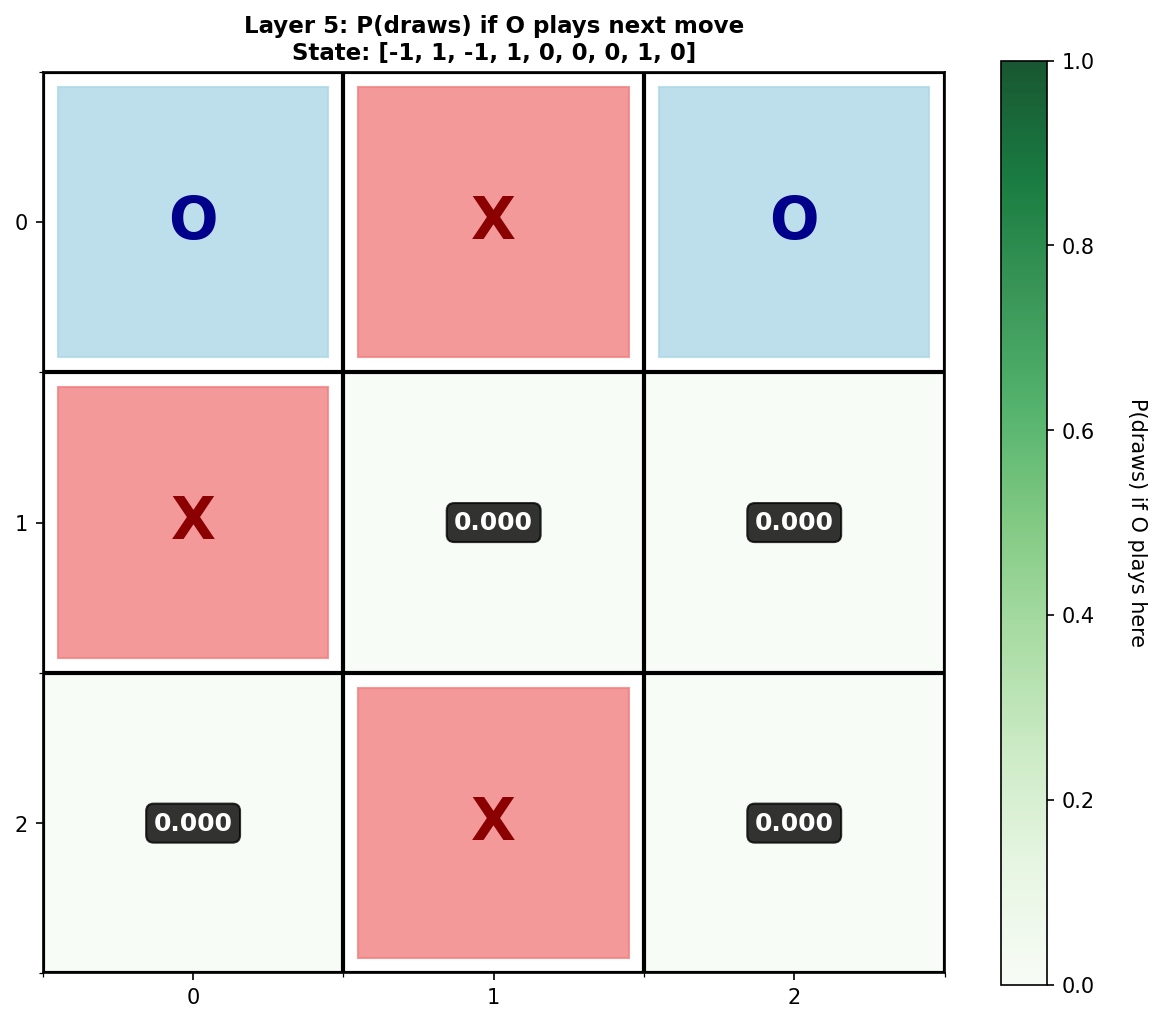 Layer 5: P(draws) if O plays next move
State: [-1, 1, -1, 1, 0, 0, 0, 1, 0]
0
O
X
O
1
X
0.000
0.000
2
0.000
X
0.000
0
1
2
1.0
0.8
0.6
0.4
0.2
0.0
P(draws) if O plays here